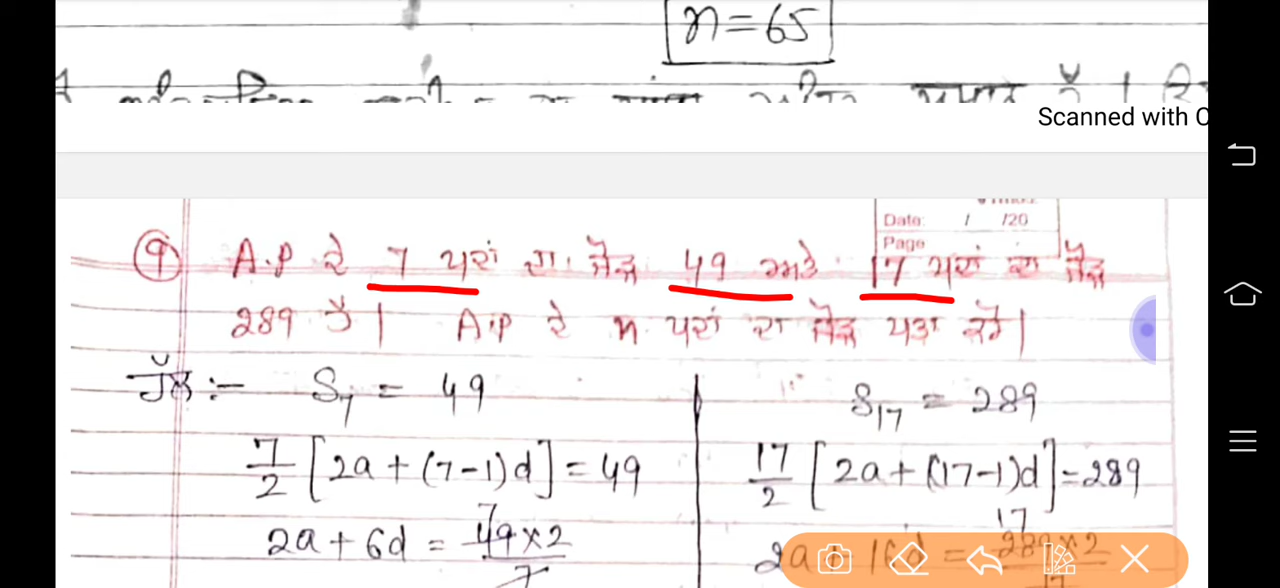 n=65
Scanned with
Date: / /20
Page
9 A.P ਦੇ 7 ਪਦਾਂ ਦਾ ਜੋੜ 49 ਅਤੇ 17 ਪਦਾਂ ਦਾ ਜੋੜ
289 ਹੈ। A.P ਦੇ n ਪਦਾਂ ਦਾ ਜੋੜ ਪਤਾ ਕਰੋ।
ਹੱਲ:- S₇ = 49
7/2 [2a+(7-1)d]=49
2a+6d = 49×2/7
S₁₇ = 289
17/2 [2a+(17-1)d]=289
17
2a+16d = 289×2